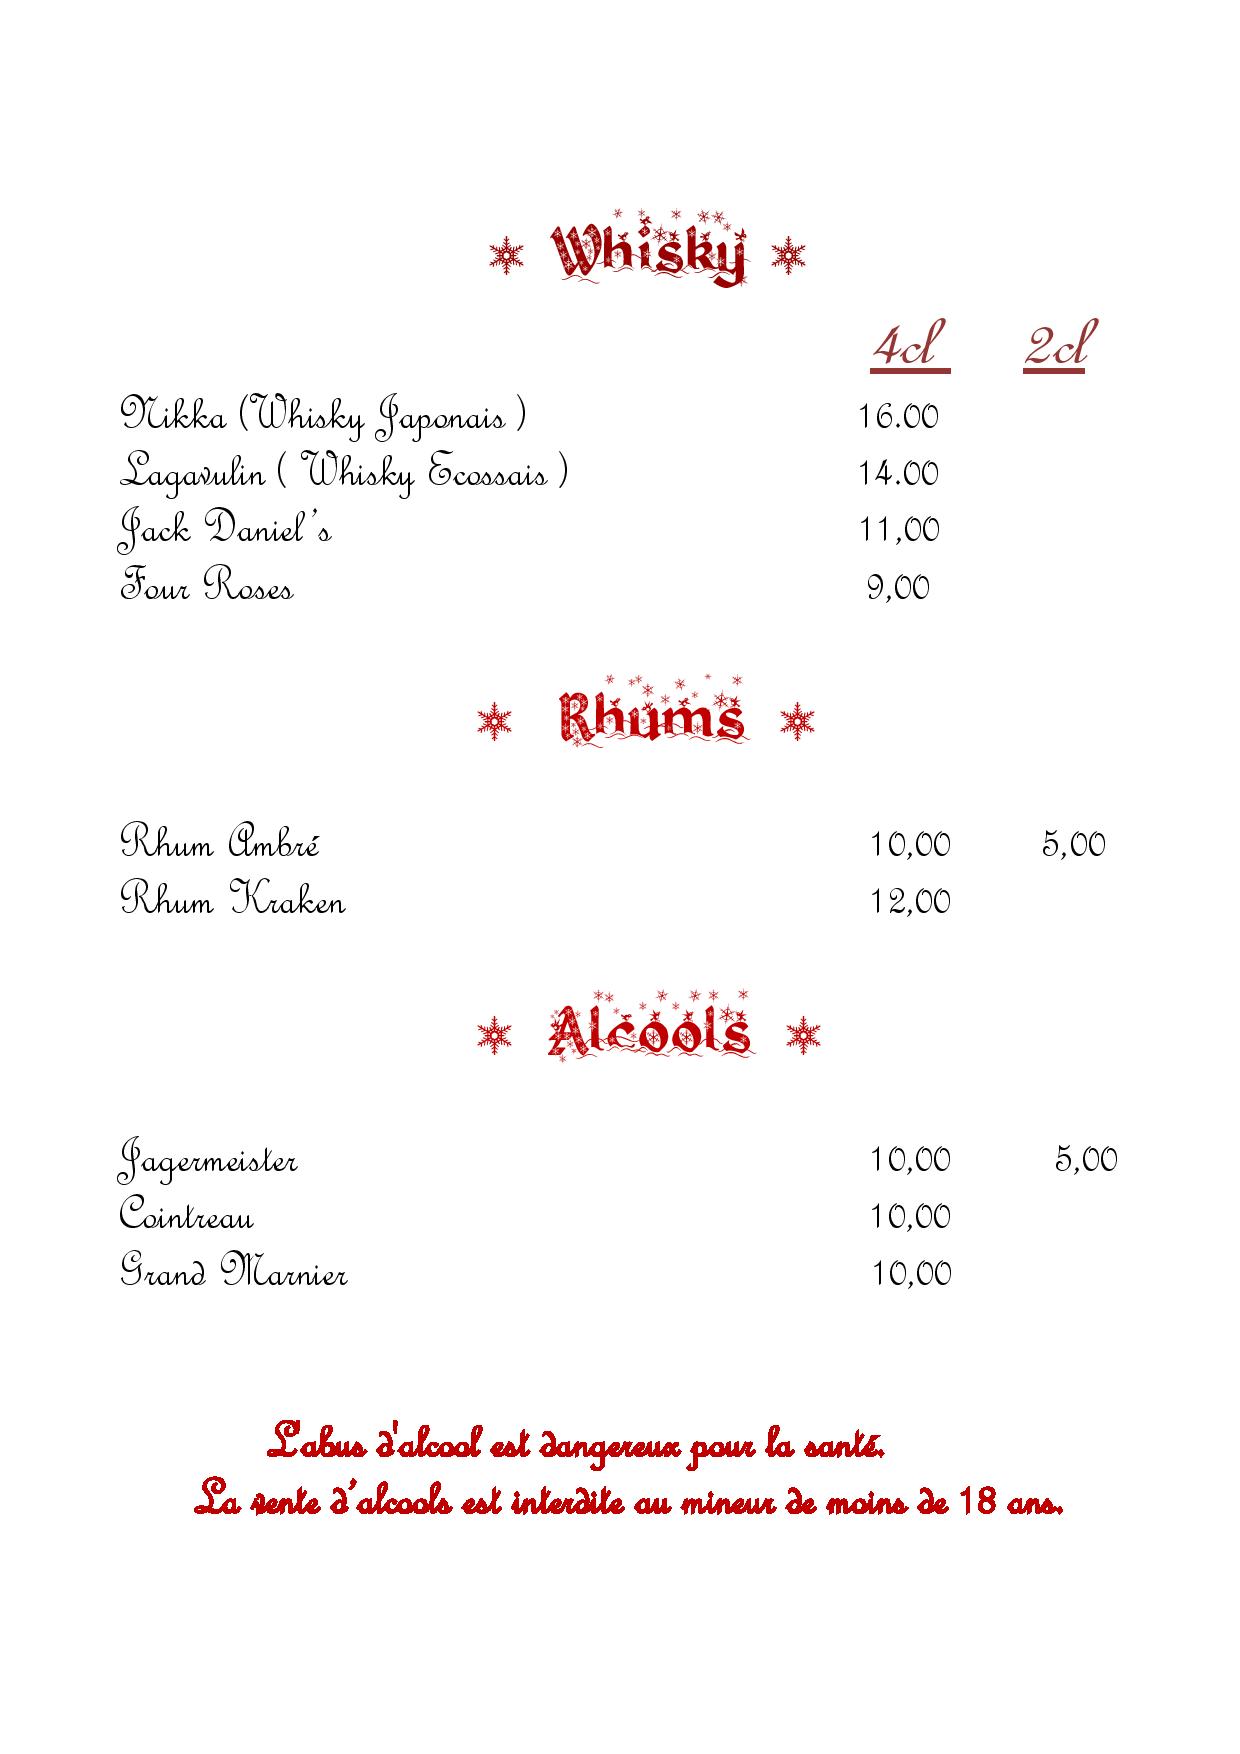 Whisky
4cl 2cl
Nikka (Whisky Japonais ) 16.00
Lagavulin ( Whisky Ecossais ) 14.00
Jack Daniel's 11,00
Four Roses 9,00
Rhums
Rhum Ambré 10,00 5,00
Rhum Kraken 12,00
Alcools
Jagermeister 10,00 5,00
Cointreau 10,00
Grand Marnier 10,00
L'abus d'alcool est dangereux pour la santé.
La vente d'alcools est interdite au mineur de moins de 18 ans.